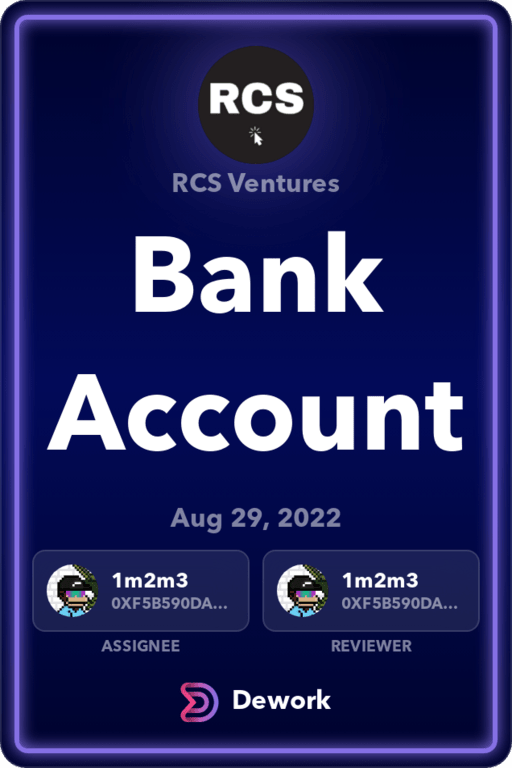 RCS
RCS Ventures
Bank
Account
Aug 29, 2022
1m2m3
0XF5B590DA...
ASSIGNEE
1m2m3
0XF5B590DA...
REVIEWER
Dework